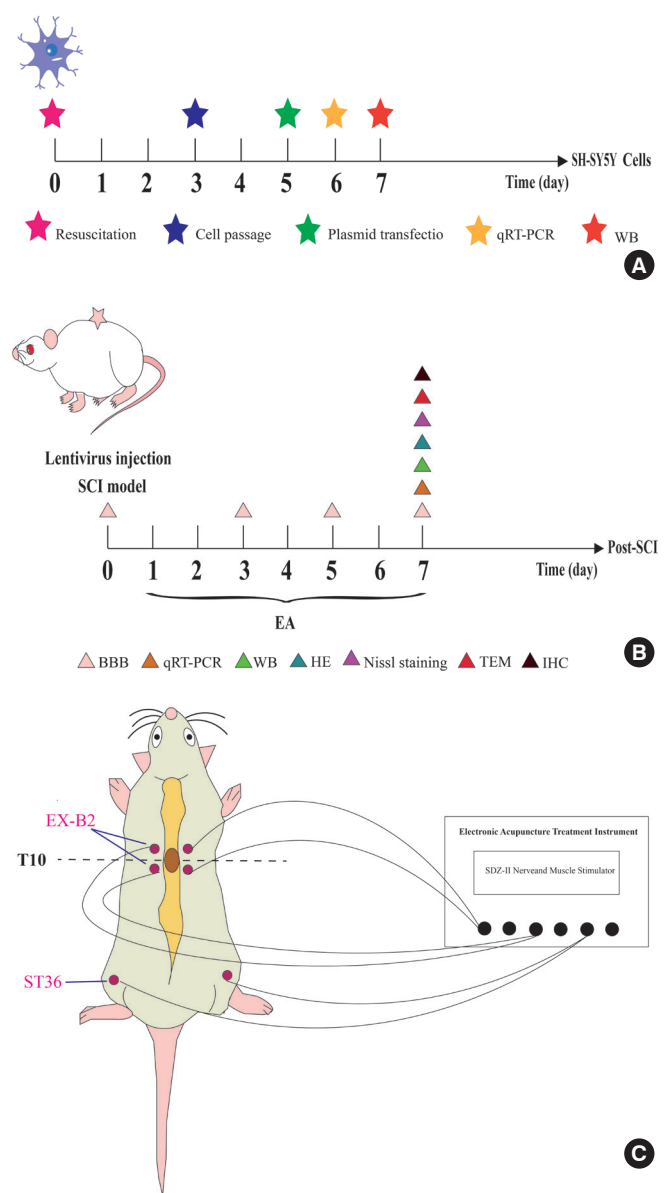 0 1 2 3 4 5 6 7
SH-SY5Y Cells
Time (day)
Resuscitation Cell passage Plasmid transfectio qRT-PCR WB
A
Lentivirus injection
SCI model
0 1 2 3 4 5 6 7
Post-SCI
Time (day)
EA
BBB qRT-PCR WB HE Nissl staining TEM IHC
B
EX-B2
T10
ST36
Electronic Acupuncture Treatment Instrument
SDZ-II Nerveand Muscle Stimulator
C